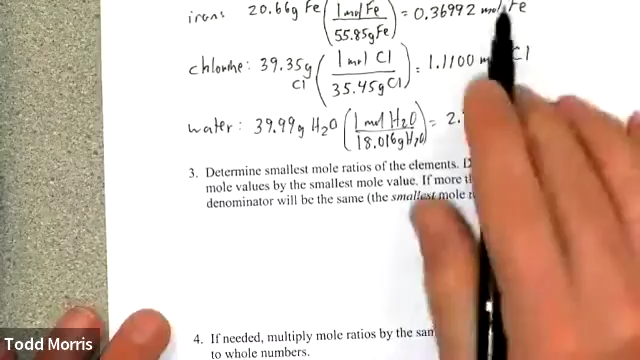 iron: 20.66g Fe (1 mol Fe / 55.85g Fe) = 0.36992 mol Fe
chlorine: 39.35g Cl (1 mol Cl / 35.45g Cl) = 1.1100 m Cl
water: 39.99g H2O (1 mol H2O / 18.016g H2O) = 2.
3. Determine smallest mole ratios of the elements.
mole values by the smallest mole value. If more
denominator will be the same (the smallest mole
4. If needed, multiply mole ratios by the
to whole numbers.
Todd Morris